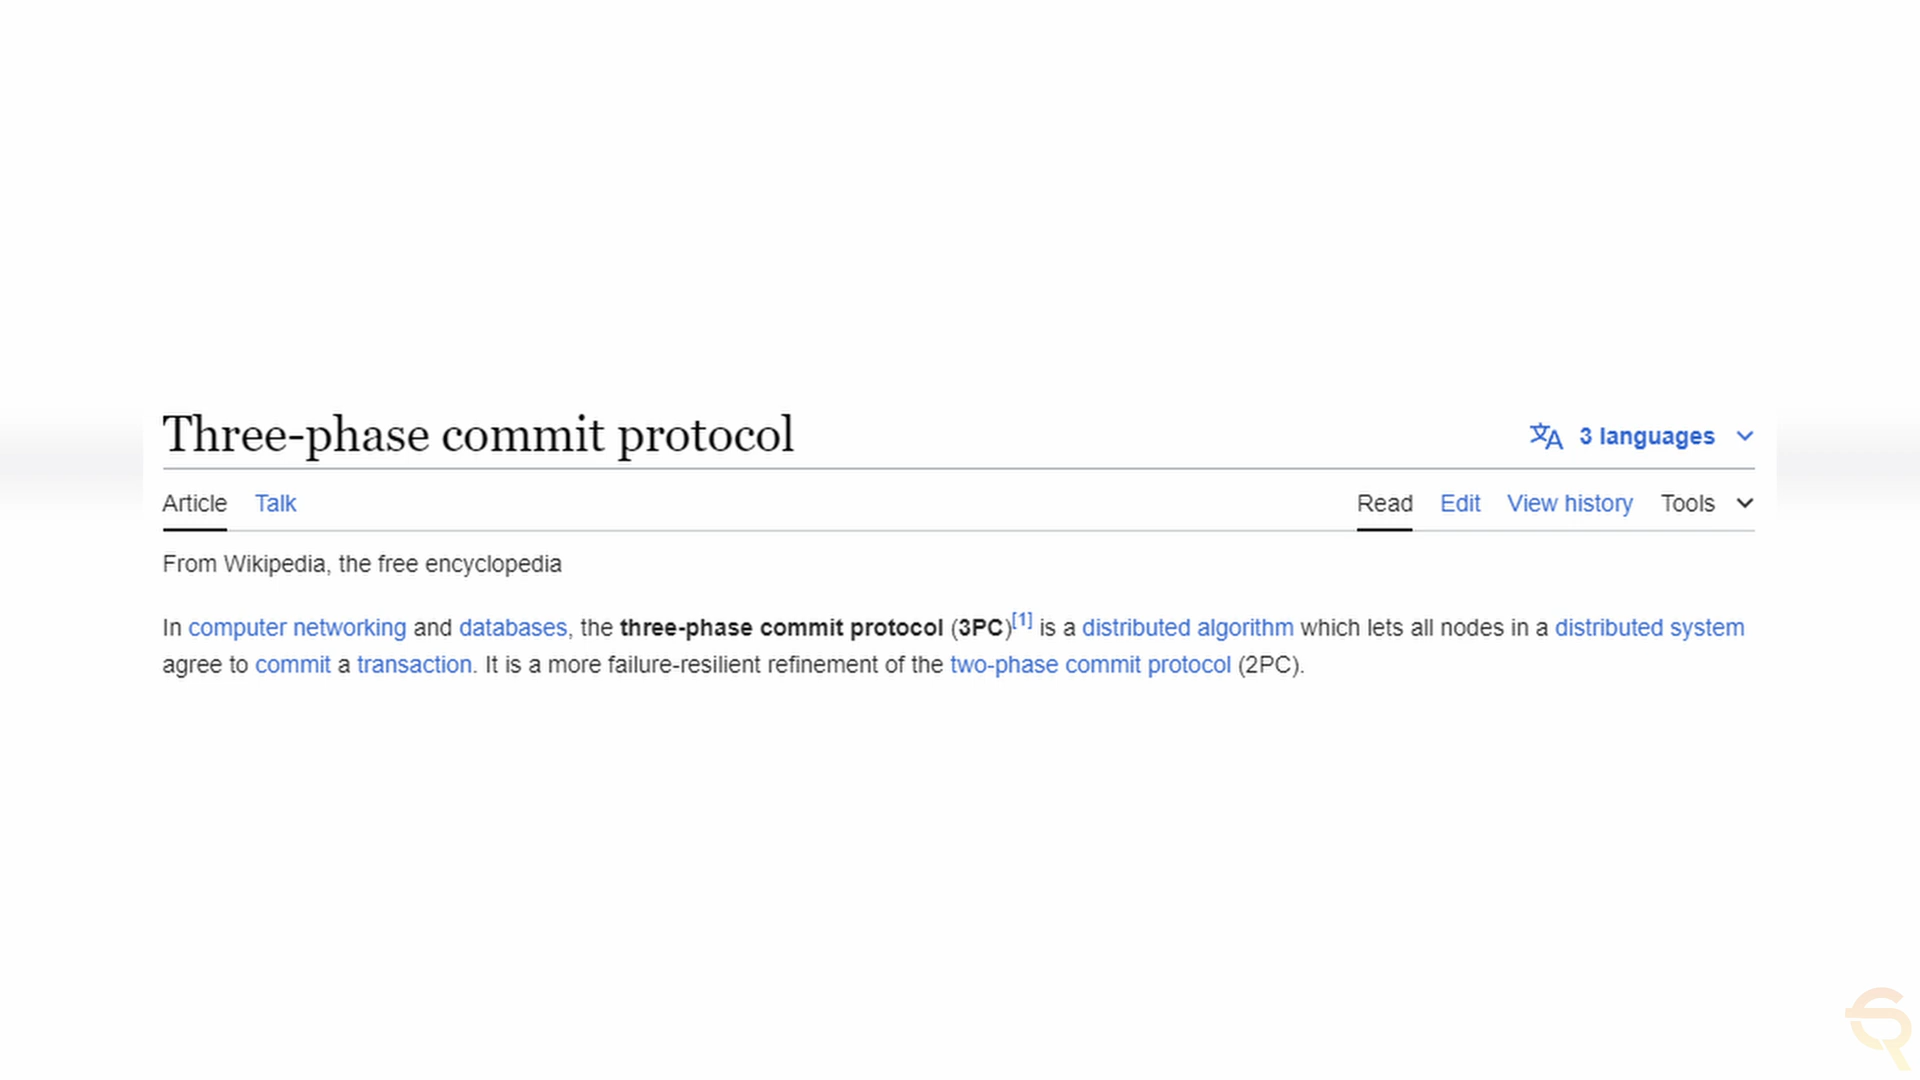 Three-phase commit protocol
3 languages
Article Talk
Read Edit View history Tools
From Wikipedia, the free encyclopedia
In computer networking and databases, the three-phase commit protocol (3PC)[1] is a distributed algorithm which lets all nodes in a distributed system
agree to commit a transaction. It is a more failure-resilient refinement of the two-phase commit protocol (2PC).